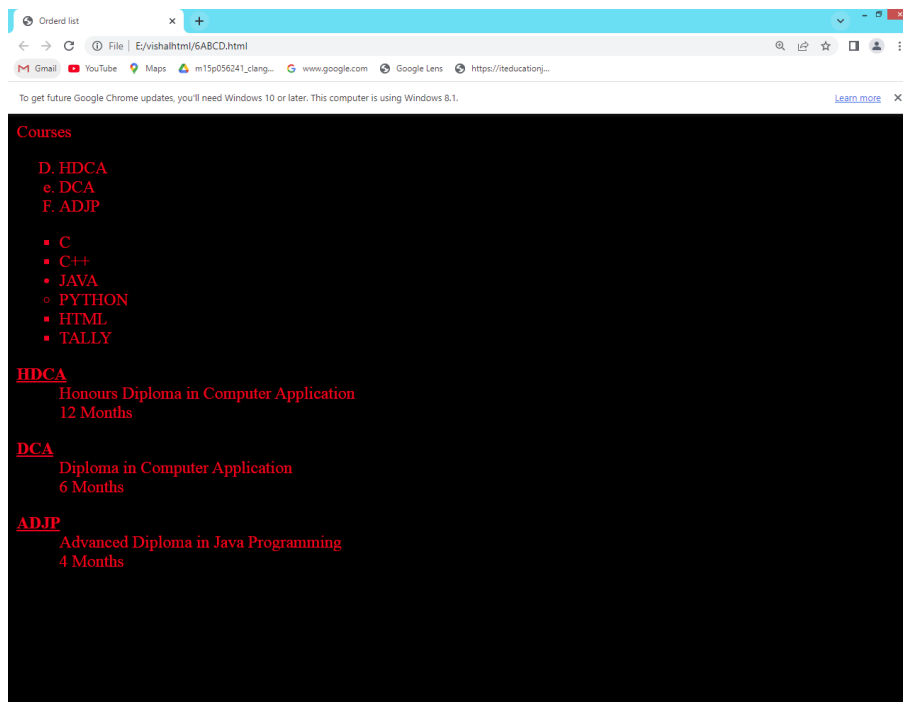 Orderd list
File
E:/vishalhtml/6ABCD.html
Gmail YouTube Maps m15p056241_clang... www.google.com Google Lens https://iteducationj...
To get future Google Chrome updates, you'll need Windows 10 or later. This computer is using Windows 8.1. Learn more
Courses
D. HDCA
e. DCA
F. ADJP
C
C++
JAVA
PYTHON
HTML
TALLY
HDCA
Honours Diploma in Computer Application
12 Months
DCA
Diploma in Computer Application
6 Months
ADJP
Advanced Diploma in Java Programming
4 Months